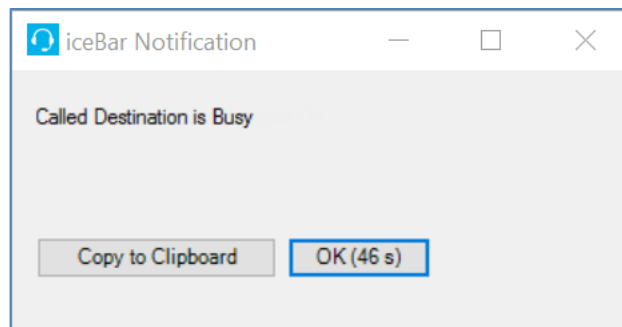 iceBar Notification
Called Destination is Busy
Copy to Clipboard OK (46 s)